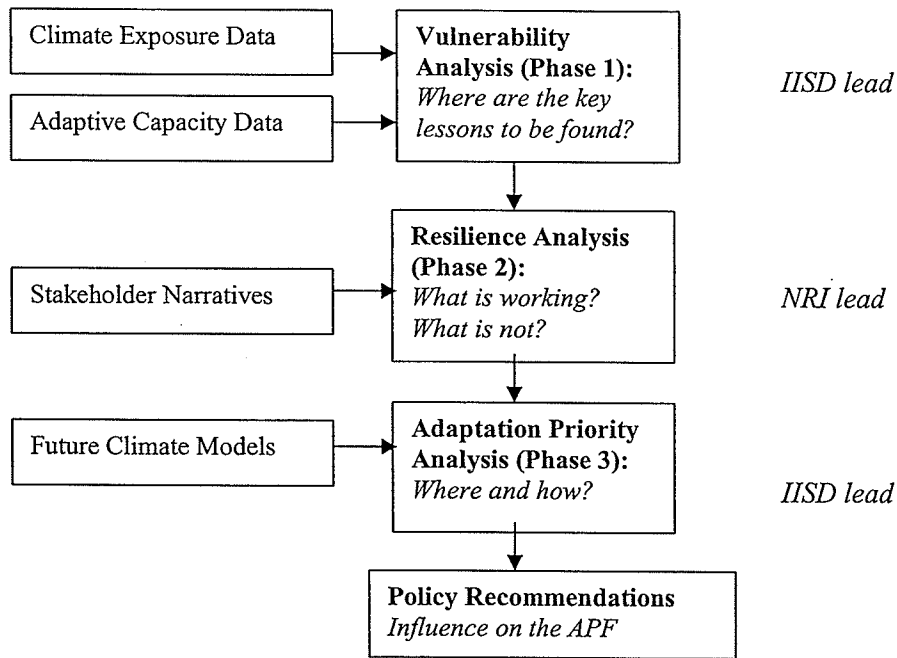 Climate Exposure Data
Adaptive Capacity Data
Vulnerability
Analysis (Phase 1):
Where are the key
lessons to be found?
IISD lead
Stakeholder Narratives
Resilience Analysis
(Phase 2):
What is working?
What is not?
NRI lead
Future Climate Models
Adaptation Priority
Analysis (Phase 3):
Where and how?
IISD lead
Policy Recommendations
Influence on the APF